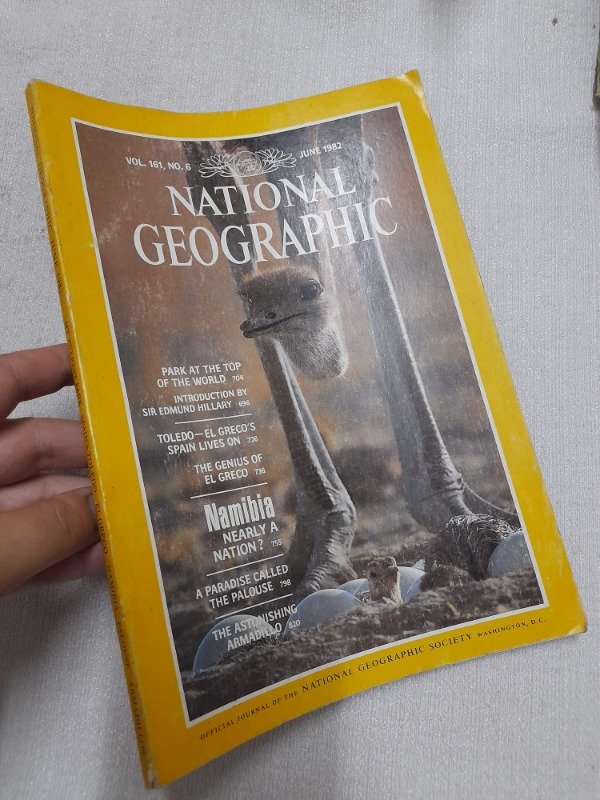 VOL. 161, NO. 6 JUNE 1982
NATIONAL
GEOGRAPHIC
PARK AT THE TOP
OF THE WORLD 704
INTRODUCTION BY
SIR EDMUND HILLARY 696
TOLEDO—EL GRECO'S
SPAIN LIVES ON 726
THE GENIUS OF
EL GRECO 736
Namibia
NEARLY A
NATION? 755
A PARADISE CALLED
THE PALOUSE 798
THE ASTONISHING
ARMADILLO 820
OFFICIAL JOURNAL OF THE NATIONAL GEOGRAPHIC SOCIETY WASHINGTON, D.C.